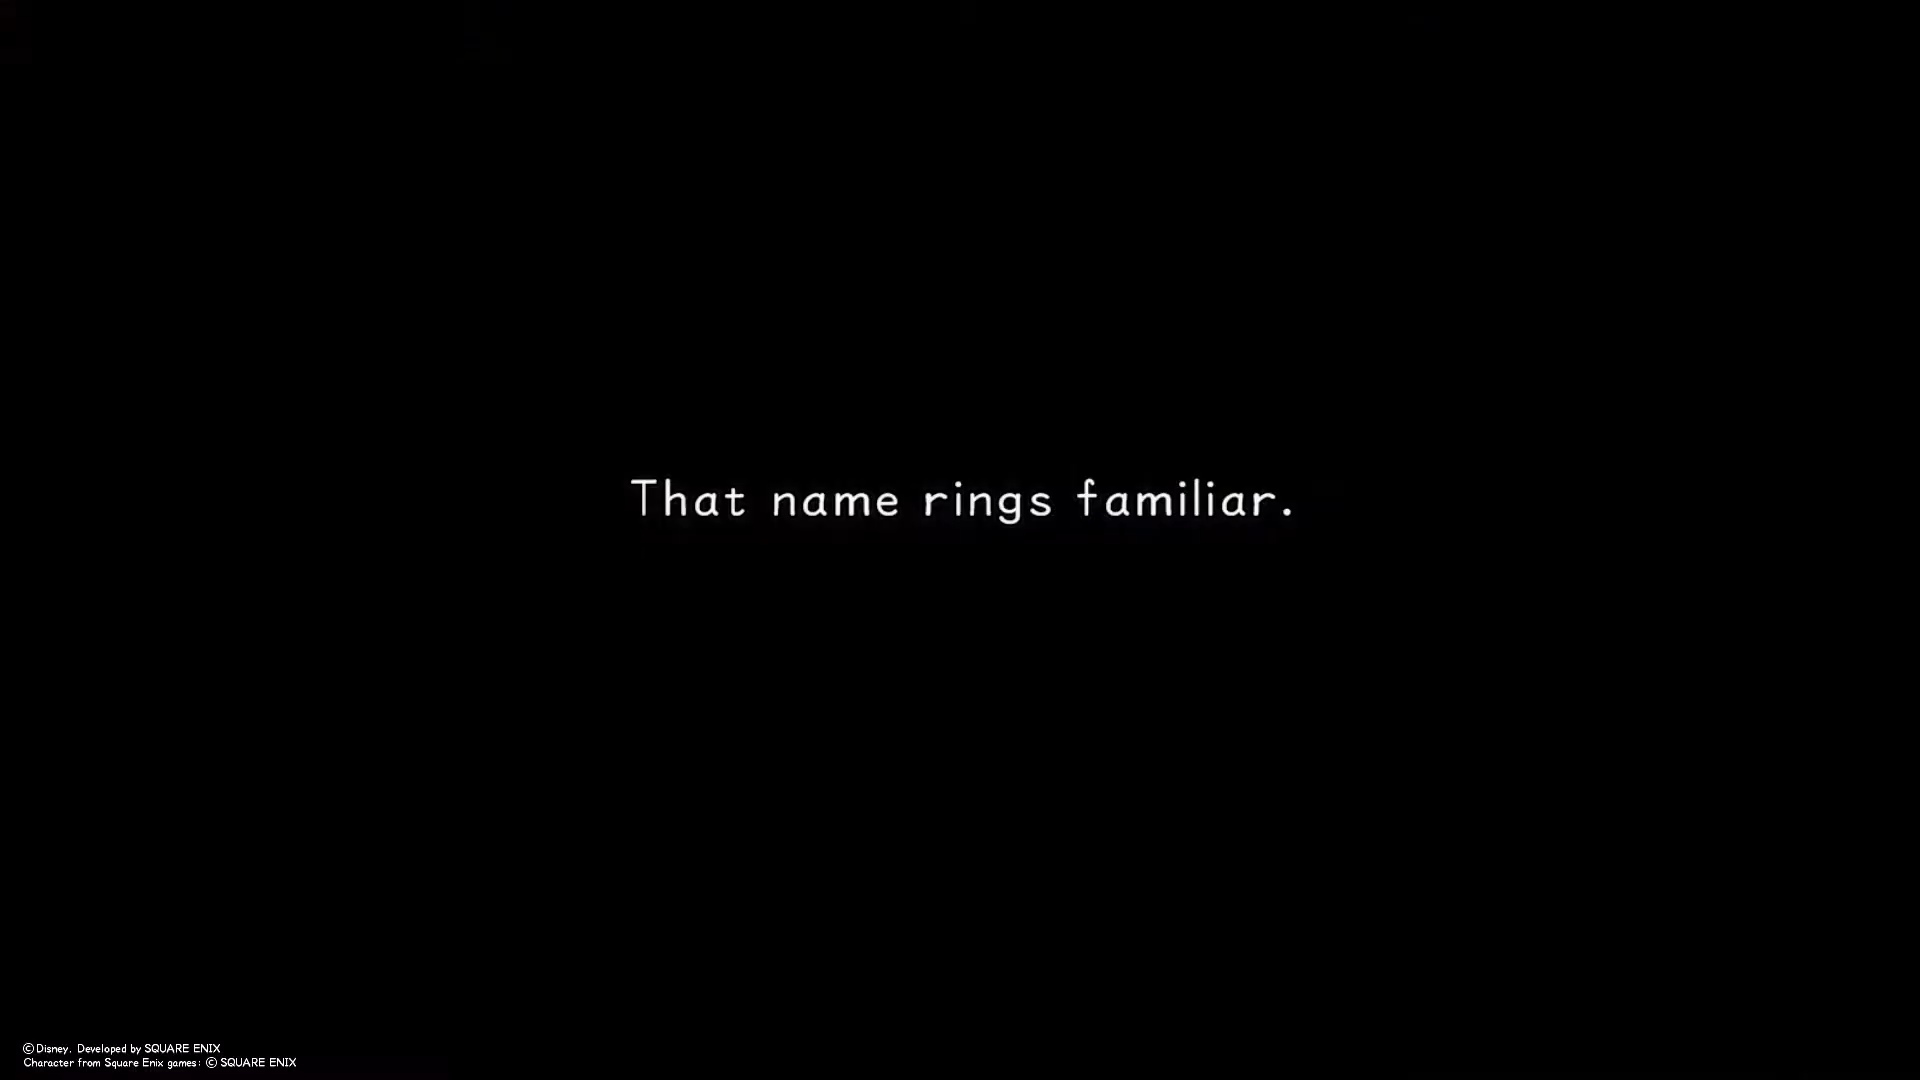 That name rings familiar.
©Disney. Developed by SQUARE ENIX
Character from Square Enix games: © SQUARE ENIX